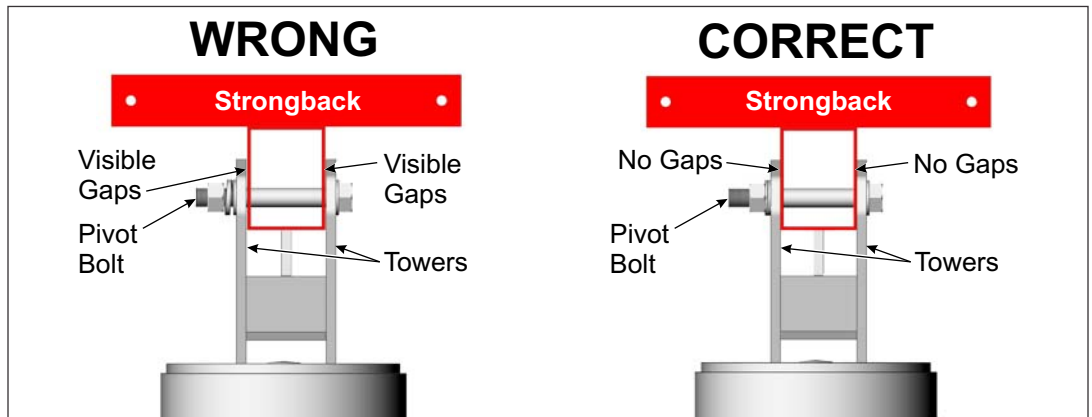 WRONG
Strongback
Visible
Gaps
Visible
Gaps
Pivot
Bolt
Towers
CORRECT
Strongback
No Gaps
No Gaps
Pivot
Bolt
Towers